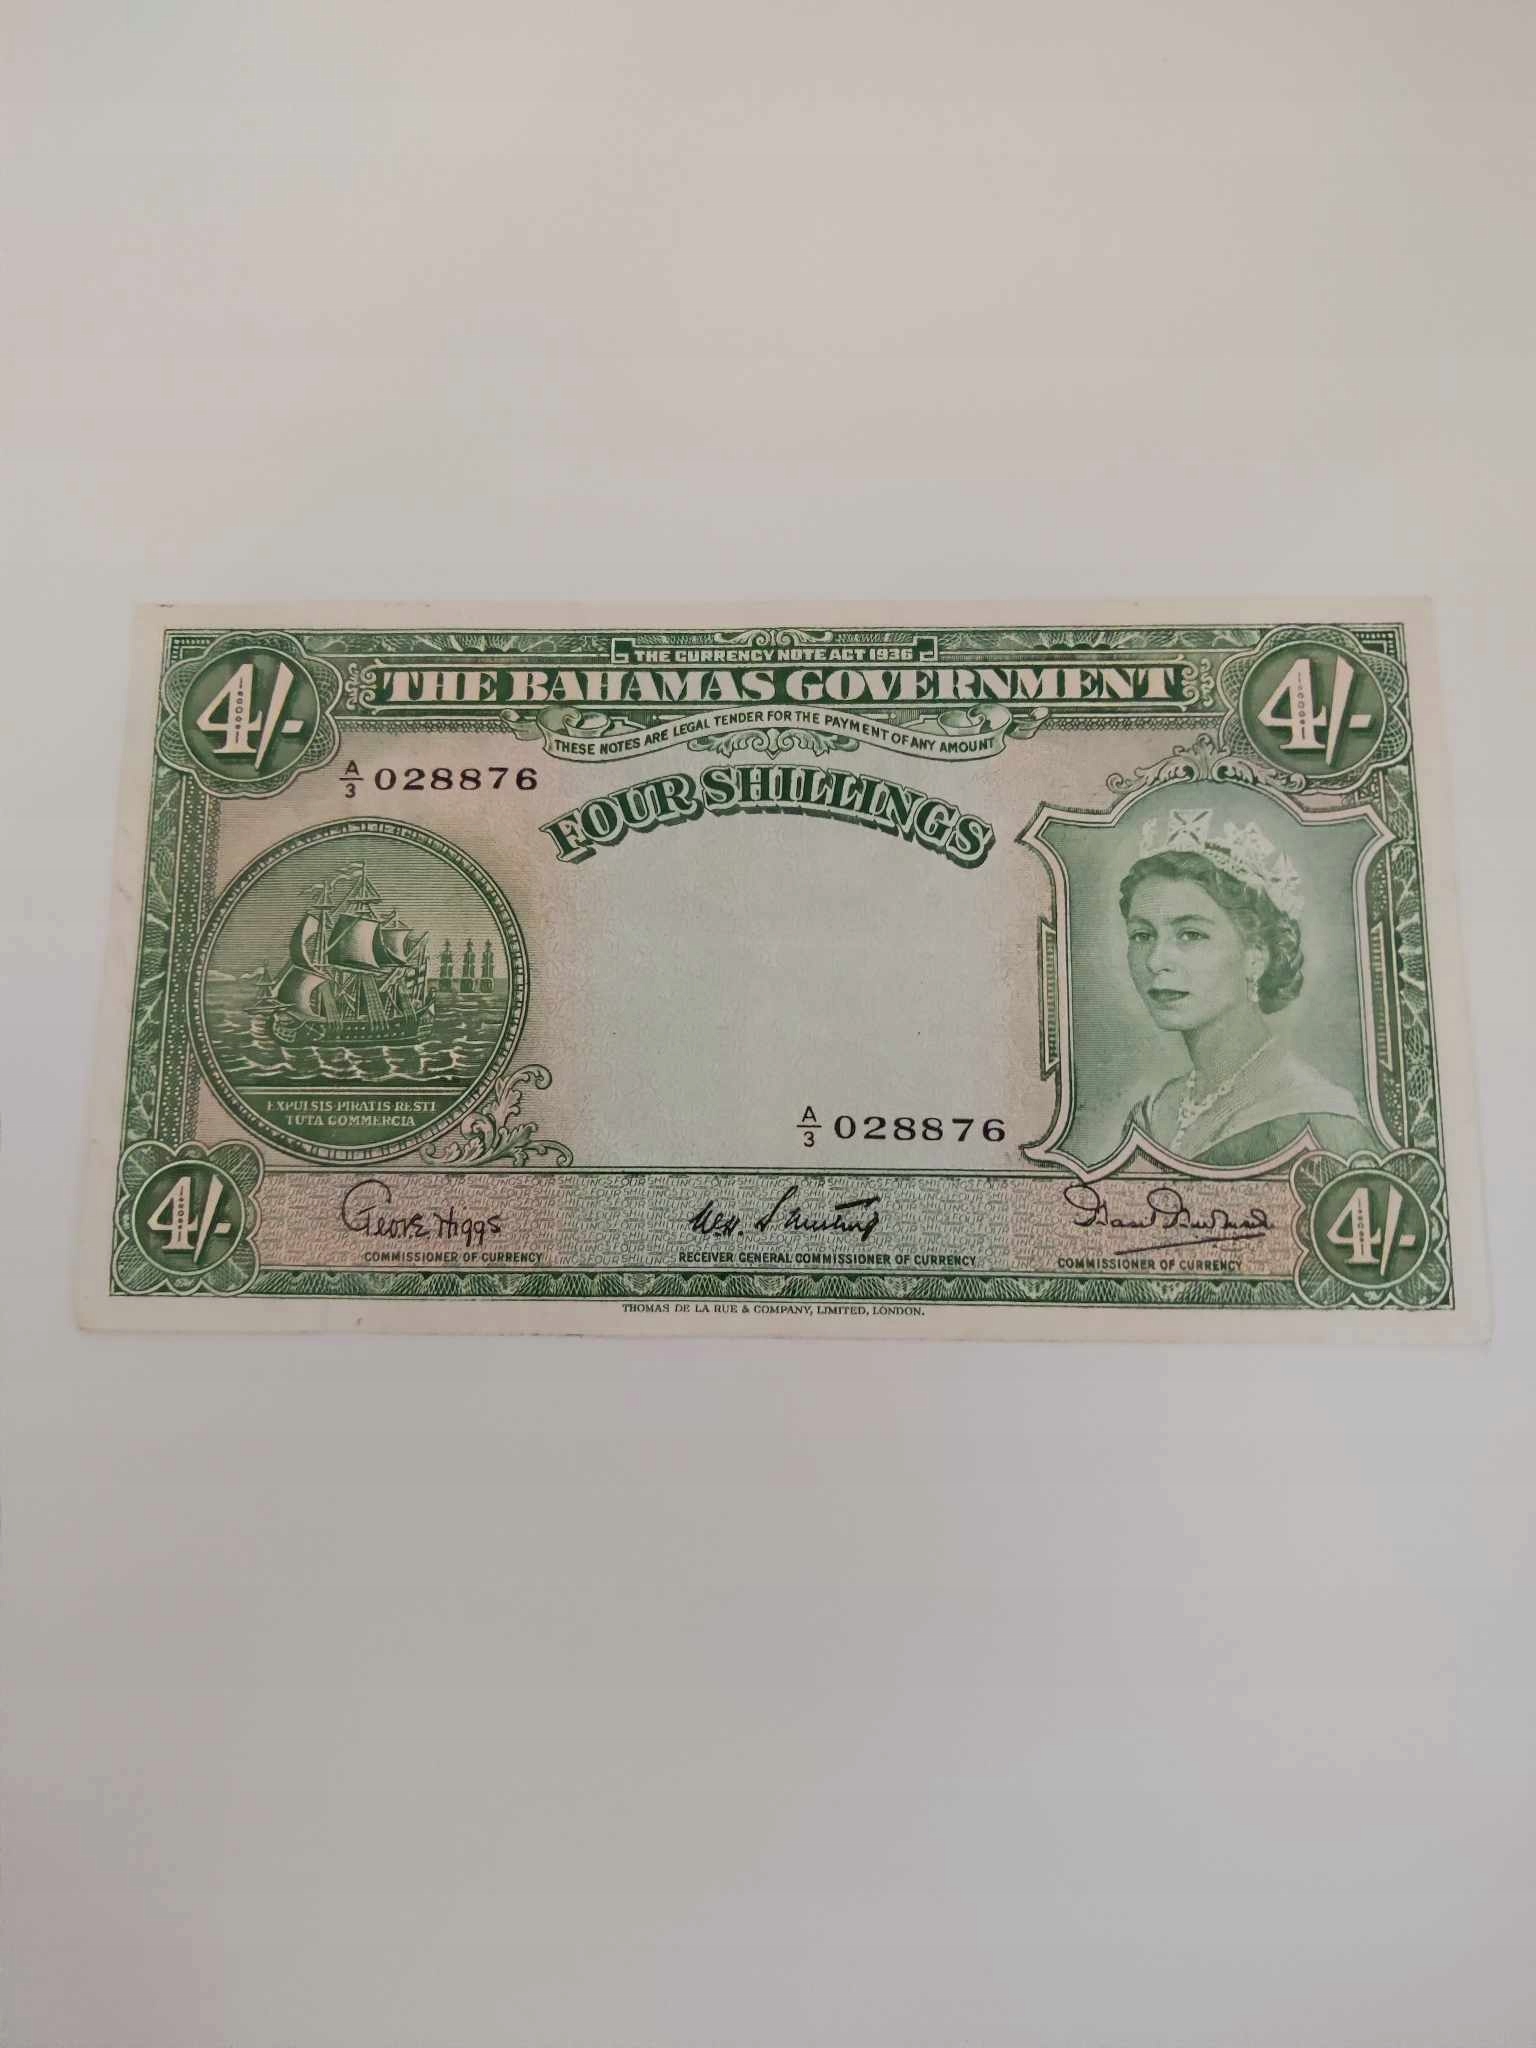 THE CURRENCY NOTE ACT 1936
4/- THE BAHAMAS GOVERNMENT 4/-
THESE NOTES ARE LEGAL TENDER FOR THE PAYMENT OF ANY AMOUNT
A/3 028876
FOUR SHILLINGS
EXPULSIS PIRATIS RESTI
TUTA COMMERCIA
A/3 028876
4/- George Higgs 4/-
COMMISSIONER OF CURRENCY RECEIVER GENERAL COMMISSIONER OF CURRENCY COMMISSIONER OF CURRENCY
THOMAS DE LA RUE & COMPANY, LIMITED, LONDON.